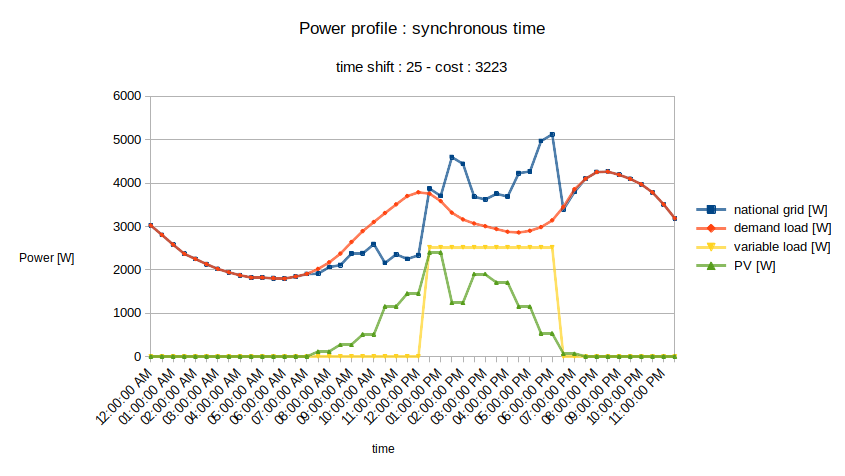 Power profile : synchronous time
time shift : 25 - cost : 3223
6000
5000
4000
3000
2000
1000
0
Power [W]
12:00:00 AM
01:00:00 AM
02:00:00 AM
03:00:00 AM
04:00:00 AM
05:00:00 AM
06:00:00 AM
07:00:00 AM
08:00:00 AM
09:00:00 AM
10:00:00 AM
11:00:00 AM
12:00:00 PM
01:00:00 PM
02:00:00 PM
03:00:00 PM
04:00:00 PM
05:00:00 PM
06:00:00 PM
07:00:00 PM
08:00:00 PM
09:00:00 PM
10:00:00 PM
11:00:00 PM
time
national grid [W]
demand load [W]
variable load [W]
PV [W]